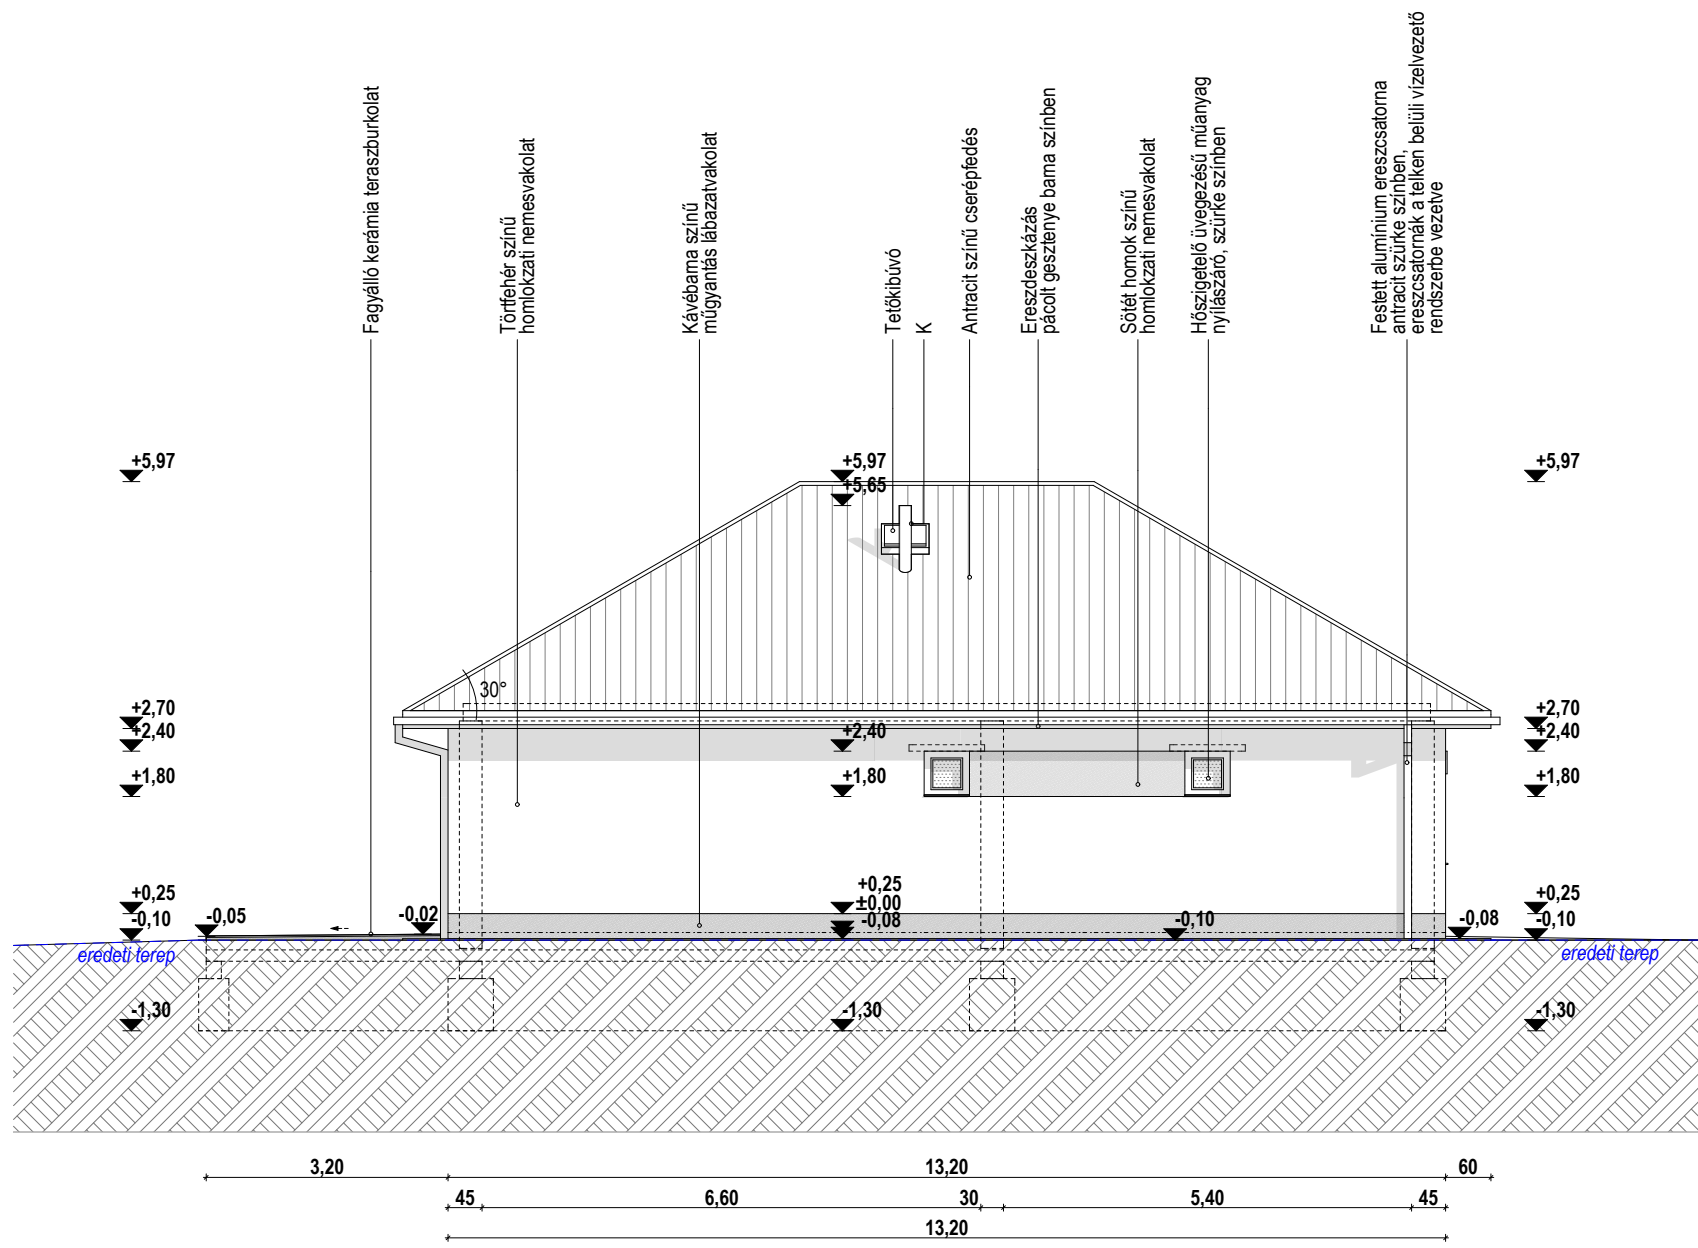 Fagyálló kerámia teraszburkolat
Törtfehér színű
homlokzati nemesvakolat
Kávébarna színű
műgyantás lábazatvakolat
Tetőkibúvó
K
Antracit színű cserépfedés
Ereszdeszkázás
pácolt gesztenye barna színben
Sötét homok színű
homlokzati nemesvakolat
Hőszigetelő üvegezésű műanyag
nyílászáró, szürke színben
Festett alumínium ereszcsatorna
antracit szürke színben,
ereszcsatornák a telken belüli vízelvezető
rendszerbe vezetve
+5,97
+5,97
+5,97
+5,65
30°
+2,70
+2,70
+2,40
+2,40
+2,40
+1,80
+1,80
+1,80
+0,25
+0,25
+0,25
±0,00
-0,10
-0,05
-0,02
-0,08
-0,10
-0,08
-0,10
eredeti terep
eredeti terep
-1,30
-1,30
-1,30
3,20
13,20
60
45
6,60
30
5,40
45
13,20